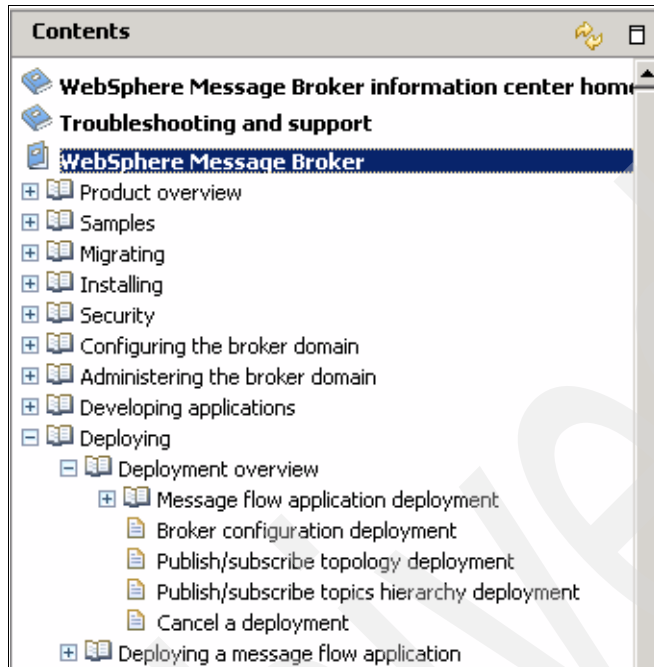 Contents
WebSphere Message Broker information center home
Troubleshooting and support
WebSphere Message Broker
Product overview
Samples
Migrating
Installing
Security
Configuring the broker domain
Administering the broker domain
Developing applications
Deploying
Deployment overview
Message flow application deployment
Broker configuration deployment
Publish/subscribe topology deployment
Publish/subscribe topics hierarchy deployment
Cancel a deployment
Deploying a message flow application